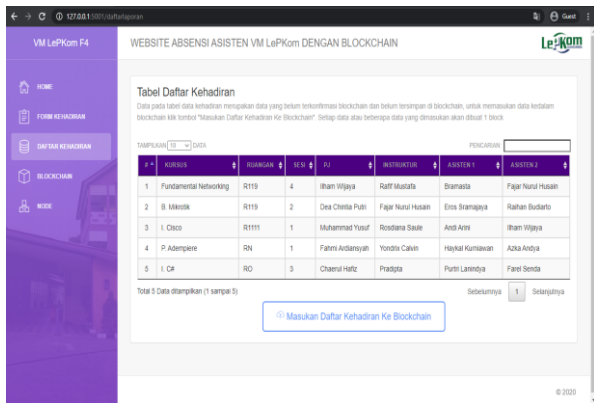 127.0.0.1:5001/daftarlaporan
Guest
VM LePKom F4
WEBSITE ABSENSI ASISTEN VM LePKom DENGAN BLOCKCHAIN
LePKom
HOME
FORM KEHADIRAN
DAFTAR KEHADIRAN
BLOCKCHAIN
NODE
Tabel Daftar Kehadiran
Data pada tabel data kehadiran merupakan data yang belum terkonfirmasi blockchain dan belum tersimpan di blockchain, untuk memasukan data kedalam
blockchain klik tombol "Masukan Daftar Kehadiran Ke Blockchain". Setiap data atau beberapa data yang dimasukan akan dibuat 1 block.
TAMPILKAN 10 DATA PENCARIAN:
# KURSUS RUANGAN SESI PJ INSTRUKTUR ASISTEN 1 ASISTEN 2
1 Fundamental Networking R119 4 Ilham Wijaya Rafif Mustafa Bramasta Fajar Nurul Husain
2 B. Mikrotik R119 2 Dea Chintia Putri Fajar Nurul Husain Eros Sramajaya Raihan Budiarto
3 I. Cisco R1111 1 Muhammad Yusuf Rosdiana Saule Andi Arini Ilham Wijaya
4 P. Adempiere RN 1 Fahmi Ardiansyah Yondrix Calvin Haykal Kurniawan Azka Andya
5 I. C# RO 3 Chaerul Hafiz Pradipta Putri Lanindya Farel Senda
Total 5 Data ditampilkan (1 sampai 5) Sebelumnya 1 Selanjutnya
Masukan Daftar Kehadiran Ke Blockchain
© 2020